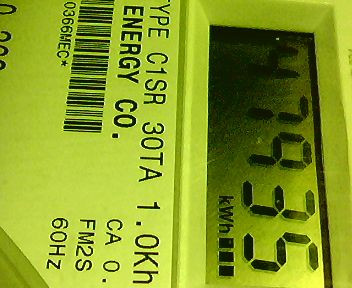 47935
kWh
TYPE C1SR 30TA 1.0Kh
ENERGY CO.
CA 0.
FM2S
60Hz
0366MEC*